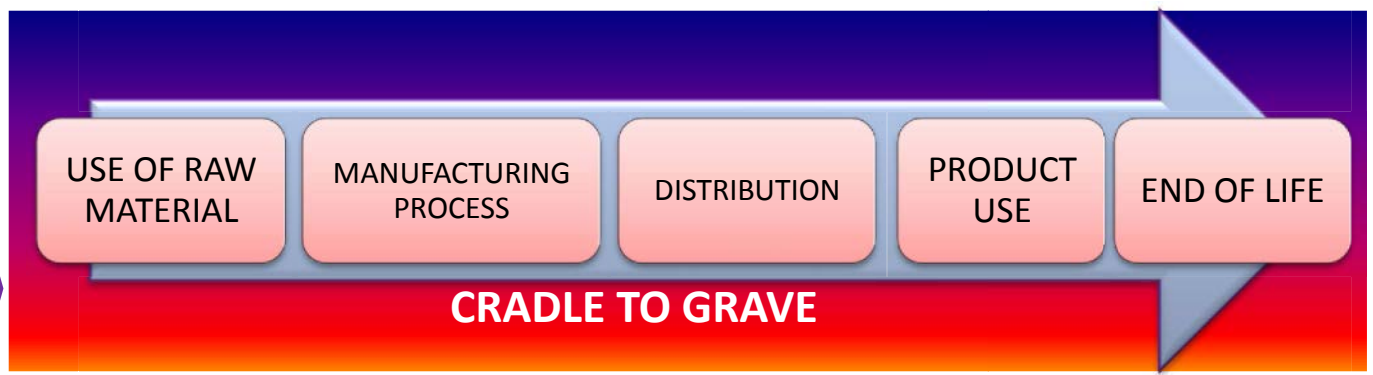 USE OF RAW
MATERIAL
MANUFACTURING
PROCESS
DISTRIBUTION
PRODUCT
USE
END OF LIFE
CRADLE TO GRAVE